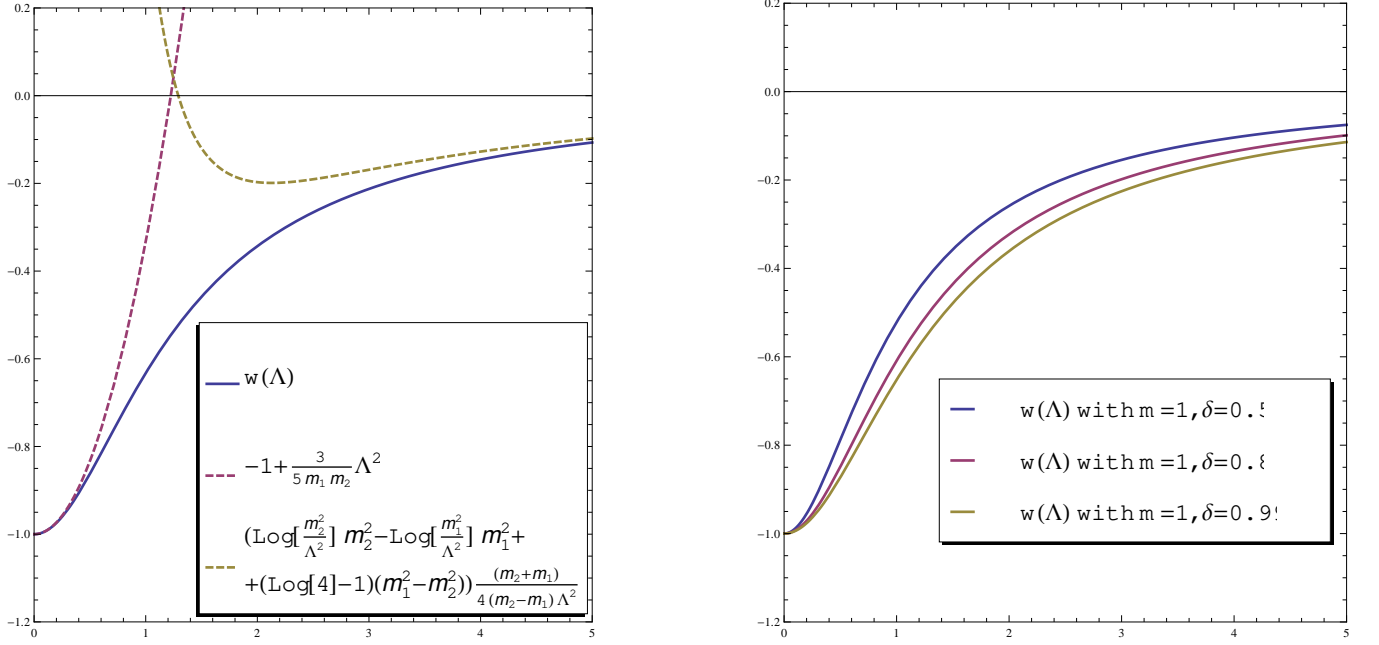 0.2
0.0
-0.2
-0.4
-0.6
-0.8
-1.0
-1.2
0 1 2 3 4 5
w(Λ)
-1+ 3/(5 m₁ m₂) Λ²
(Log[m₂²/Λ²] m₂²-Log[m₁²/Λ²] m₁²+
+(Log[4]-1)(m₁²-m₂²)) (m₂+m₁)/(4 (m₂-m₁) Λ²)
0.2
0.0
-0.2
-0.4
-0.6
-0.8
-1.0
-1.2
0 1 2 3 4 5
w(Λ) with m =1,δ=0.5
w(Λ) with m =1,δ=0.8
w(Λ) with m =1,δ=0.99